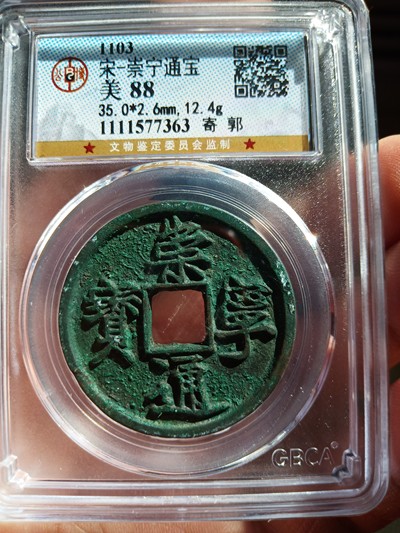 1103
宋-崇宁通宝
美 88
35.0*2.6mm,12.4g
1111577363 寄 郭
★ 文物鉴定委员会监制 ★
崇
寶 寧
通
GBCA®